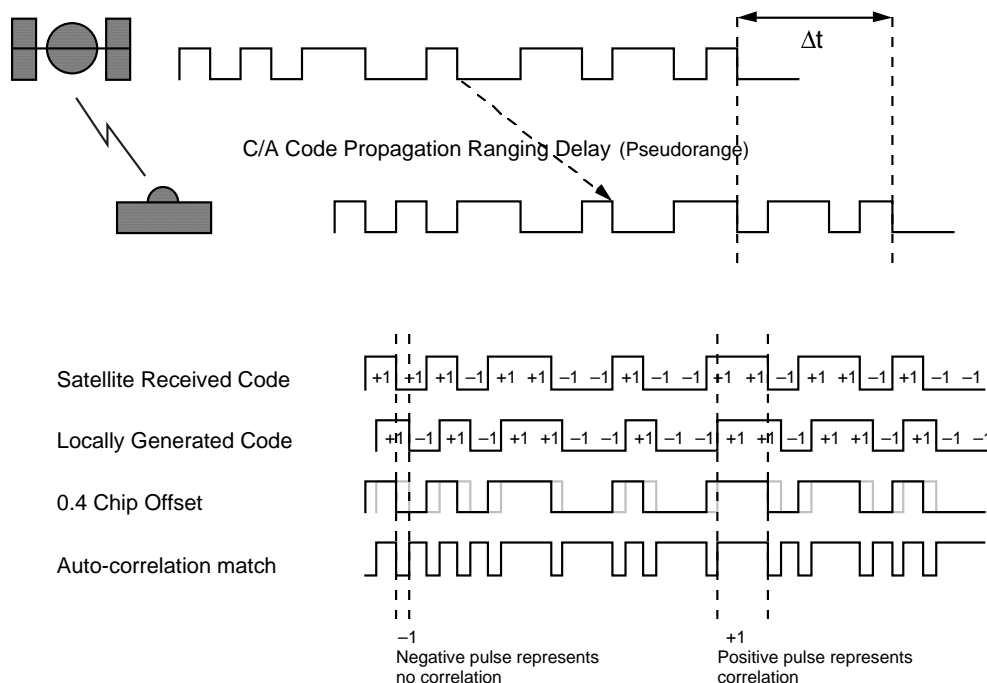 Δt
C/A Code Propagation Ranging Delay (Pseudorange)
Satellite Received Code
+1 +1 +1 –1 +1 +1 –1 –1 +1 –1 –1 +1 +1 –1 +1 +1 –1 +1 –1 –1
Locally Generated Code
+1 –1 +1 –1 +1 +1 –1 –1 +1 –1 –1 +1 +1 –1 +1 +1 –1 +1 –1 –1
0.4 Chip Offset
Auto-correlation match
–1
Negative pulse represents
no correlation
+1
Positive pulse represents
correlation